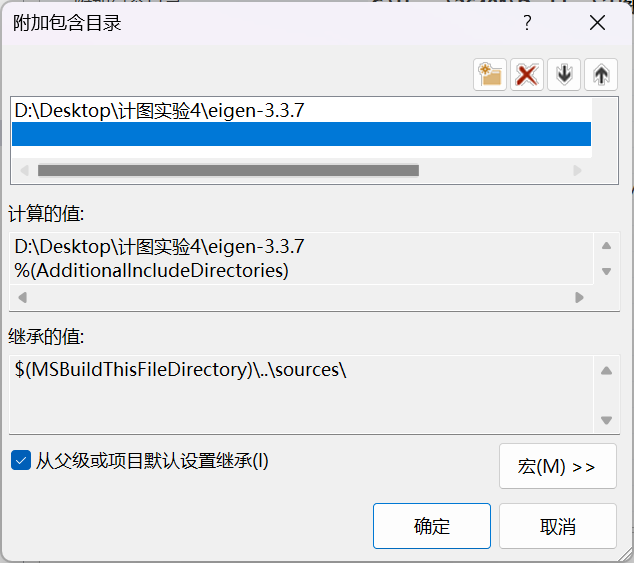 附加包含目录
?
D:\Desktop\计图实验4\eigen-3.3.7
计算的值:
D:\Desktop\计图实验4\eigen-3.3.7
%(AdditionalIncludeDirectories)
继承的值:
$(MSBuildThisFileDirectory)\..\sources\
从父级或项目默认设置继承(I)
宏(M) >>
确定
取消